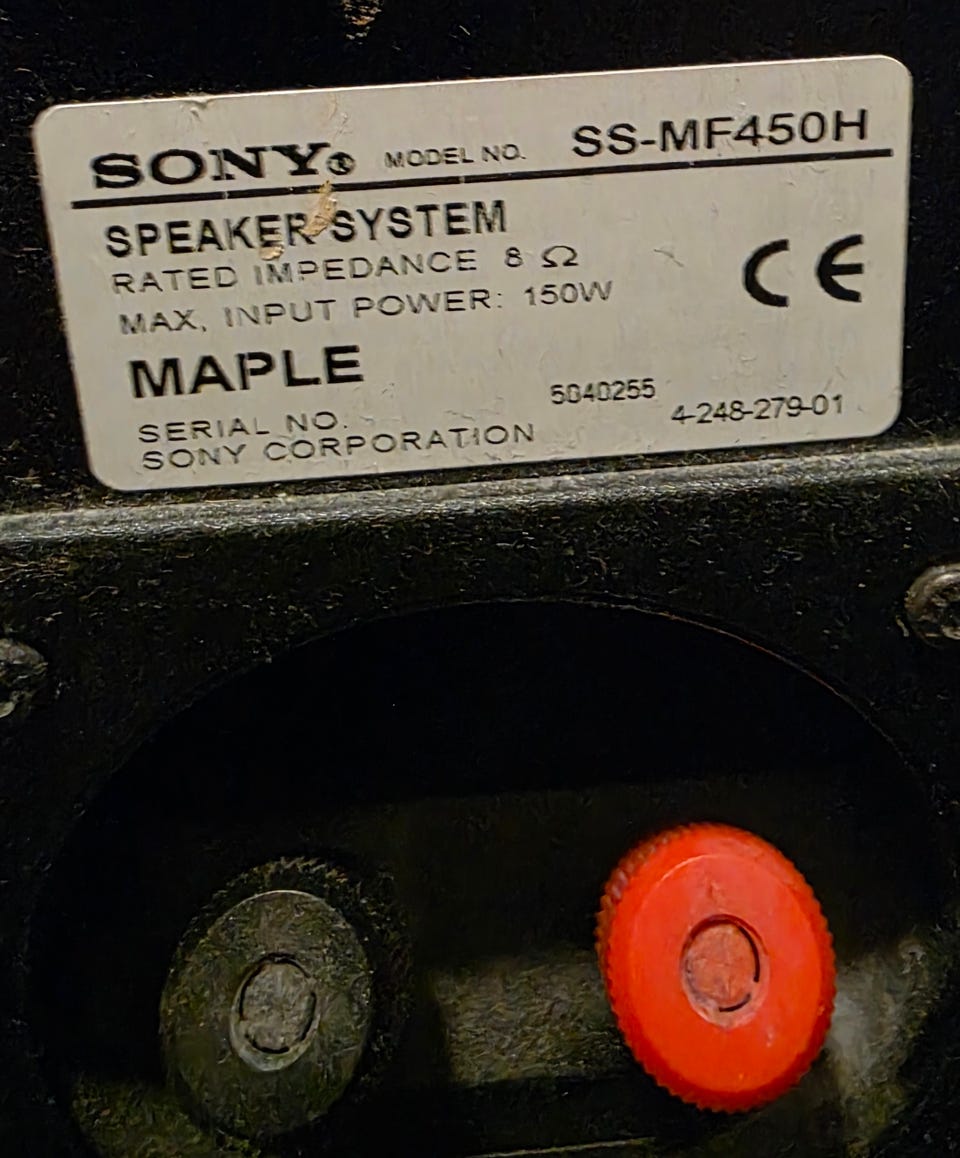 SONY® MODEL NO. SS-MF450H
SPEAKER SYSTEM
RATED IMPEDANCE 8 Ω
MAX, INPUT POWER: 150W
CE
MAPLE
SERIAL NO. 5040255
SONY CORPORATION 4-248-279-01